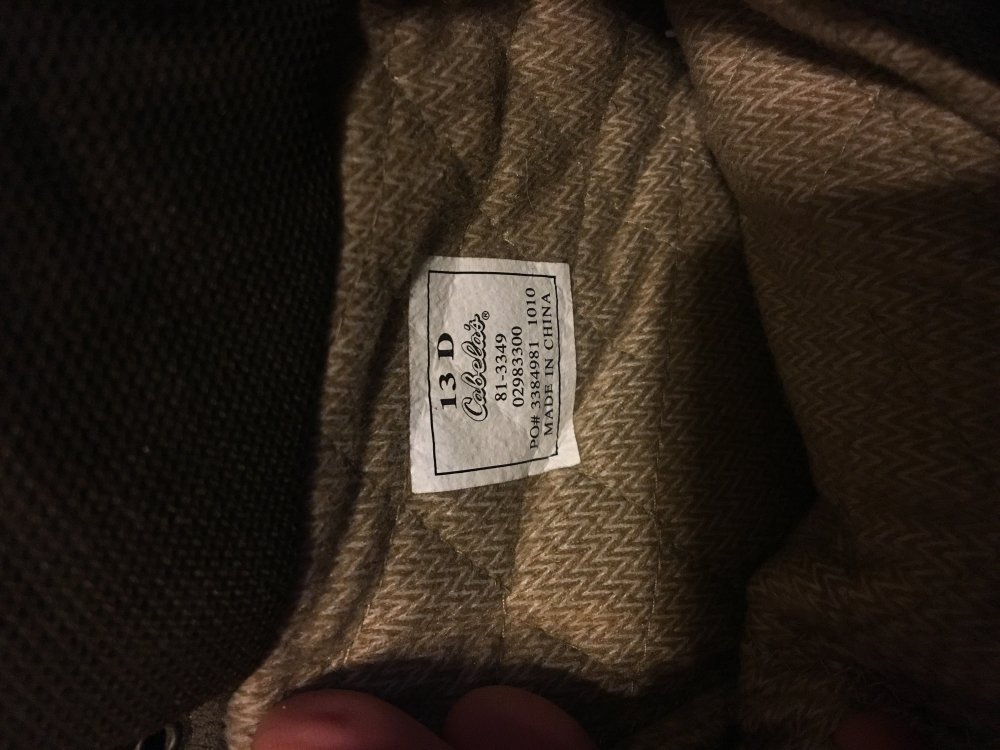 13 D
Cabela's®
81-3349
02983300
PO# 3384981 1010
MADE IN CHINA